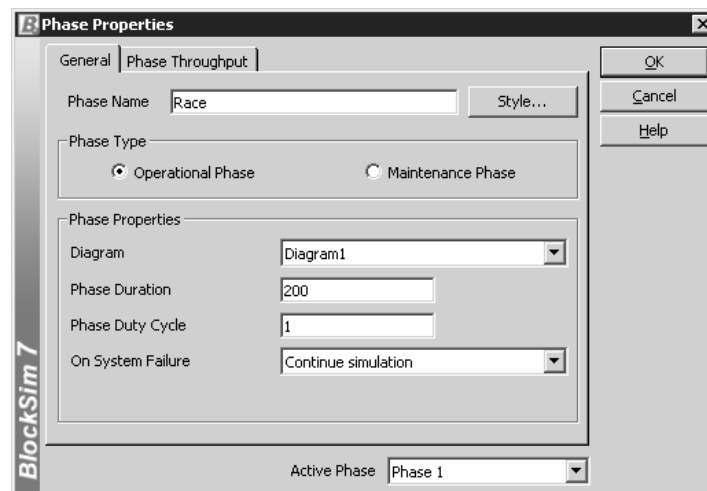 Phase Properties
General
Phase Throughput
OK
Cancel
Help
Phase Name
Race
Style...
Phase Type
Operational Phase
Maintenance Phase
Phase Properties
Diagram
Diagram1
Phase Duration
200
Phase Duty Cycle
1
On System Failure
Continue simulation
Active Phase
Phase 1
BlockSim 7